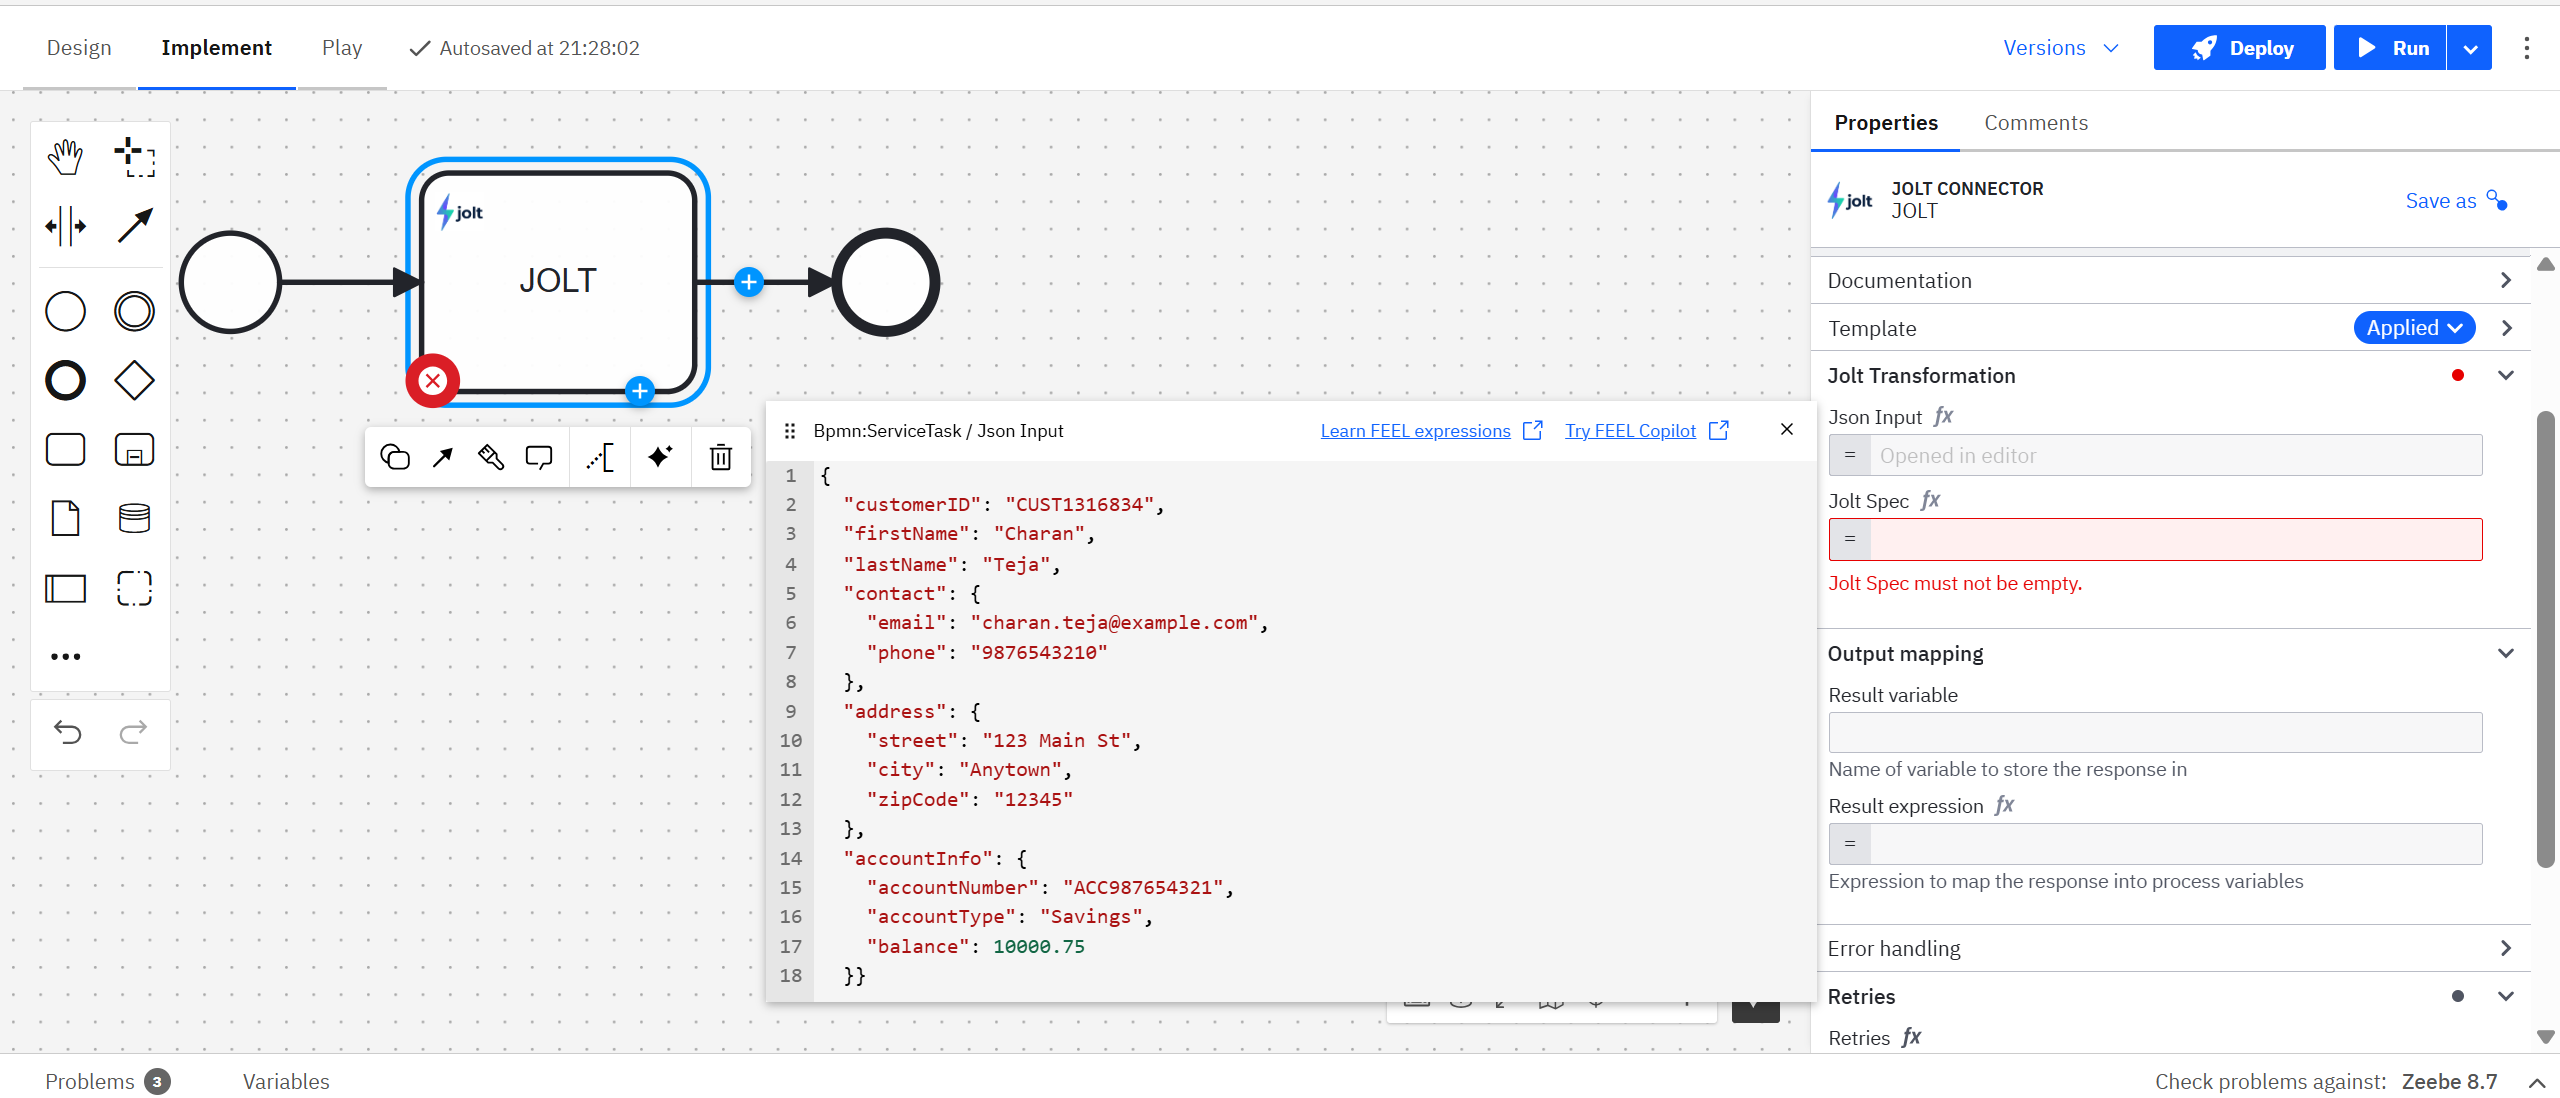 Design
Implement
Play
Autosaved at 21:28:02
Versions
Deploy
Run
jolt
JOLT
Bpmn:ServiceTask / Json Input
Learn FEEL expressions
Try FEEL Copilot
1 {
2 "customerID": "CUST1316834",
3 "firstName": "Charan",
4 "lastName": "Teja",
5 "contact": {
6 "email": "charan.teja@example.com",
7 "phone": "9876543210"
8 },
9 "address": {
10 "street": "123 Main St",
11 "city": "Anytown",
12 "zipCode": "12345"
13 },
14 "accountInfo": {
15 "accountNumber": "ACC987654321",
16 "accountType": "Savings",
17 "balance": 10000.75
18 }}
Properties
Comments
jolt
JOLT CONNECTOR
JOLT
Save as
Documentation
Template
Applied
Jolt Transformation
Json Input fx
= Opened in editor
Jolt Spec fx
=
Jolt Spec must not be empty.
Output mapping
Result variable
Name of variable to store the response in
Result expression fx
=
Expression to map the response into process variables
Error handling
Retries
Retries fx
Problems 3
Variables
Check problems against: Zeebe 8.7